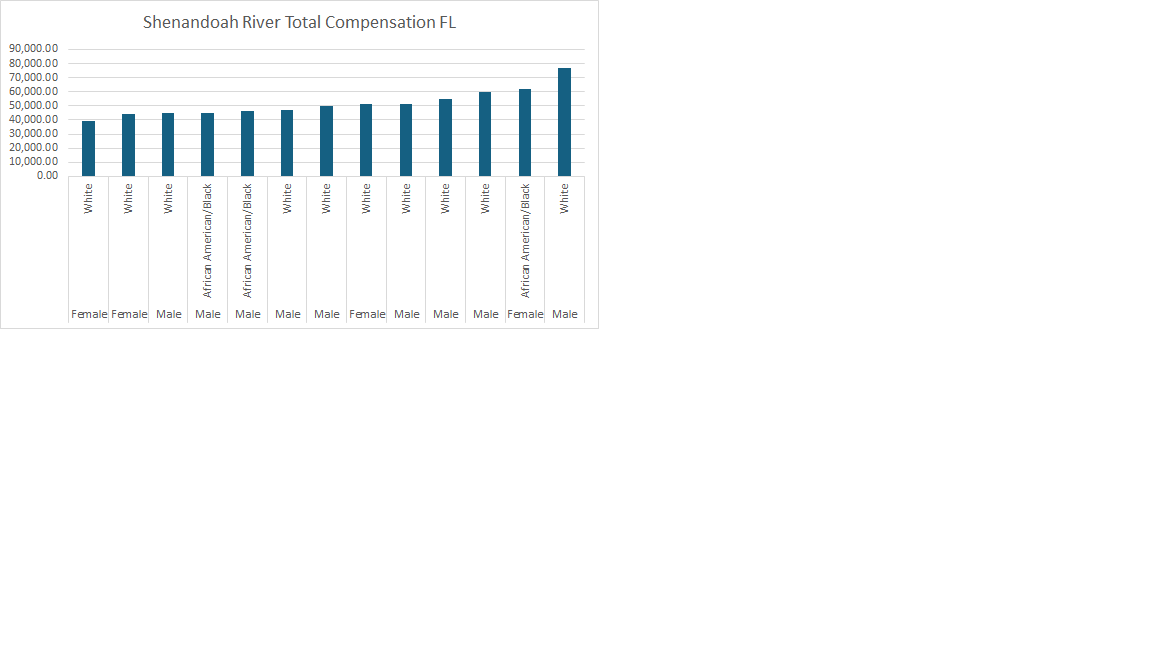 Shenandoah River Total Compensation FL
90,000.00
80,000.00
70,000.00
60,000.00
50,000.00
40,000.00
30,000.00
20,000.00
10,000.00
0.00
White
White
White
African American/Black
African American/Black
White
White
White
White
White
White
African American/Black
White
Female Female Male Male Male Male Male Female Male Male Male Female Male